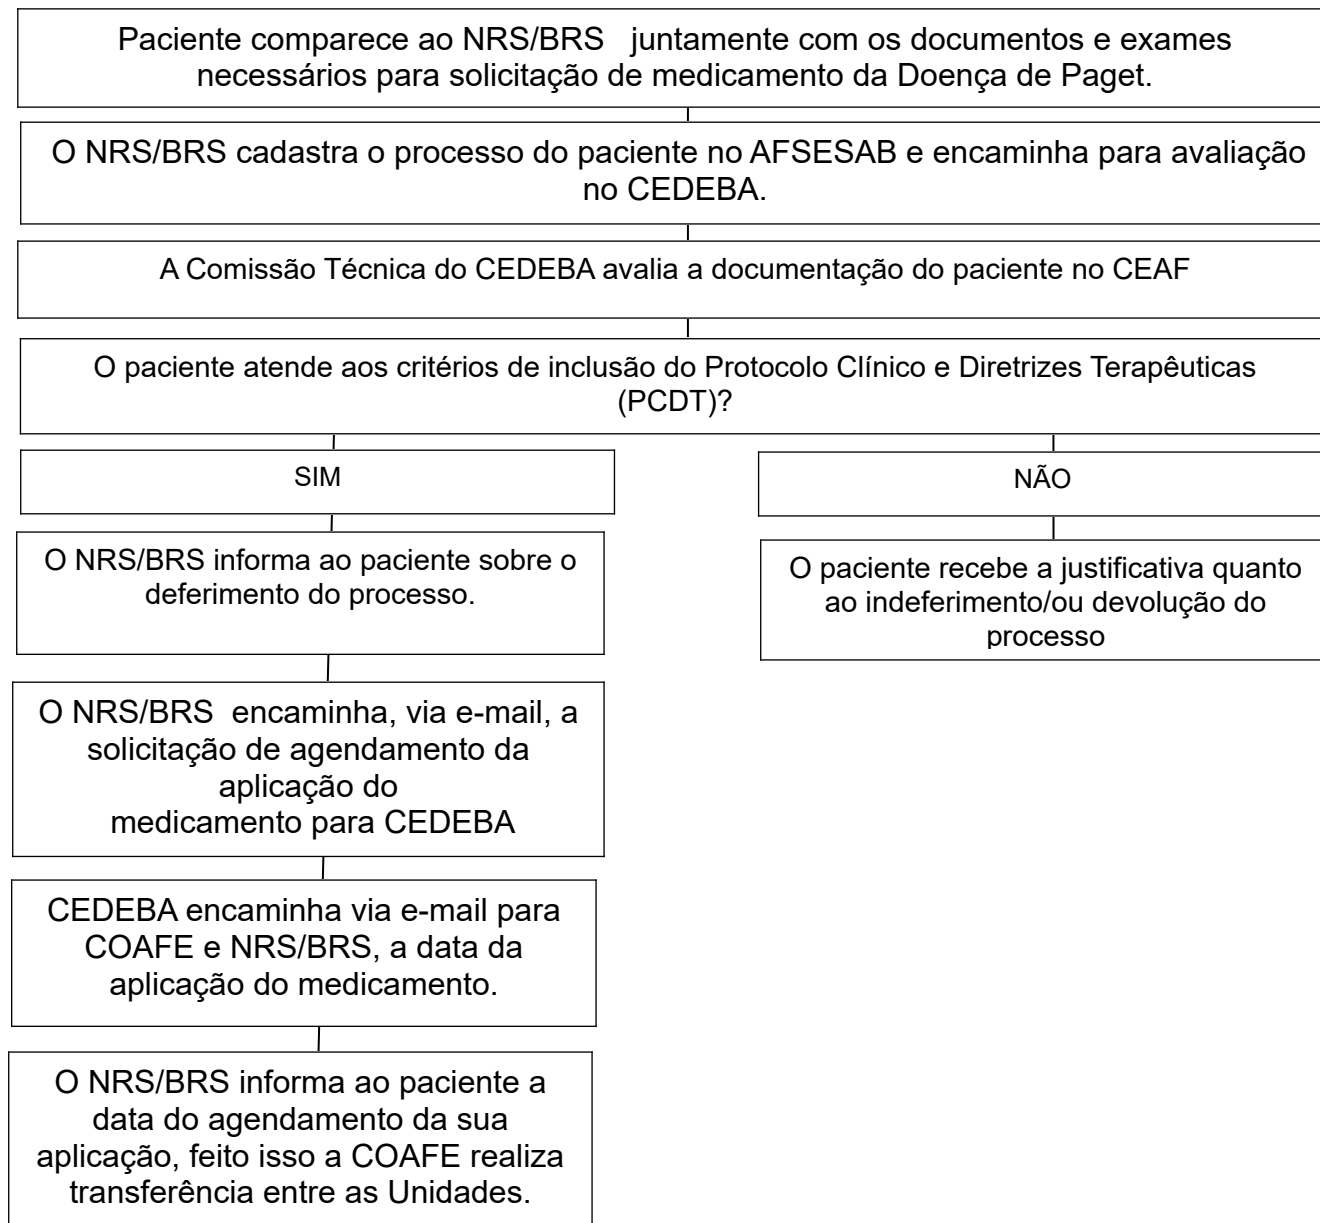 Paciente comparece ao NRS/BRS juntamente com os documentos e exames
necessários para solicitação de medicamento da Doença de Paget.
O NRS/BRS cadastra o processo do paciente no AFSESAB e encaminha para avaliação
no CEDEBA.
A Comissão Técnica do CEDEBA avalia a documentação do paciente no CEAF
O paciente atende aos critérios de inclusão do Protocolo Clínico e Diretrizes Terapêuticas
(PCDT)?
SIM
O NRS/BRS informa ao paciente sobre o
deferimento do processo.
O NRS/BRS encaminha, via e-mail, a
solicitação de agendamento da
aplicação do
medicamento para CEDEBA
CEDEBA encaminha via e-mail para
COAFE e NRS/BRS, a data da
aplicação do medicamento.
O NRS/BRS informa ao paciente a
data do agendamento da sua
aplicação, feito isso a COAFE realiza
transferência entre as Unidades.
NÃO
O paciente recebe a justificativa quanto
ao indeferimento/ou devolução do
processo